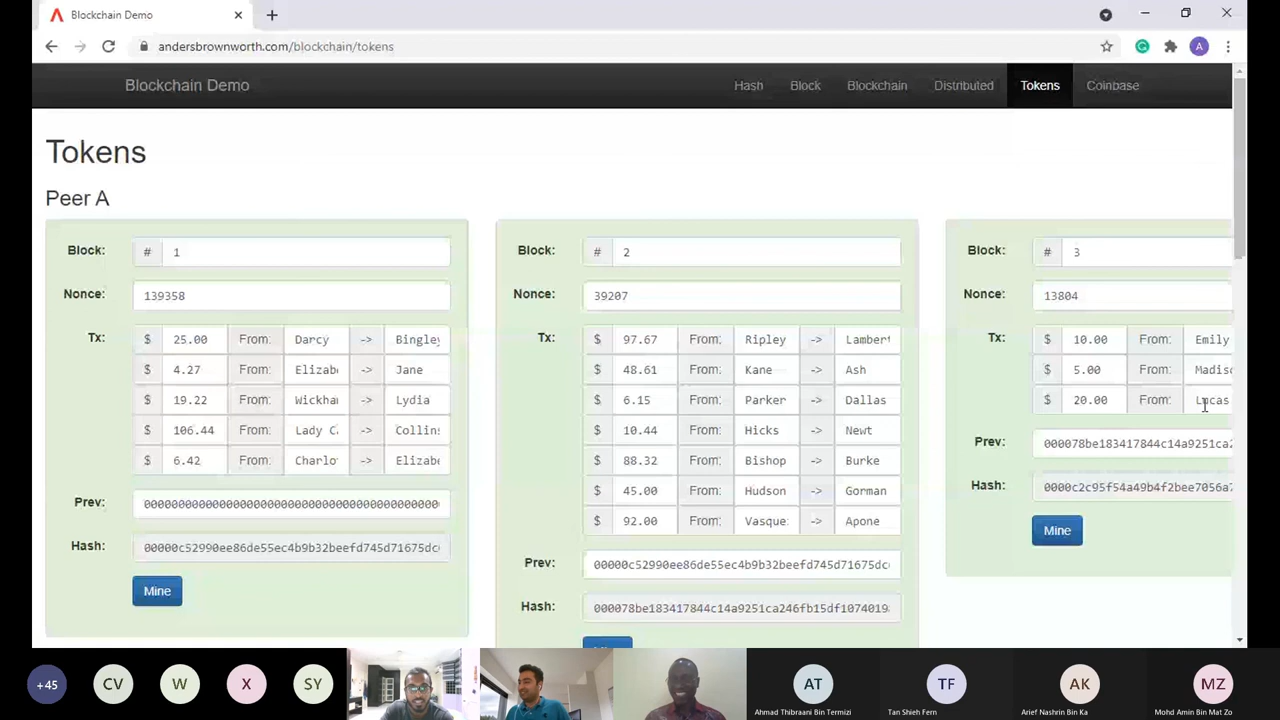 Blockchain Demo
andersbrownworth.com/blockchain/tokens
A
Blockchain Demo
Hash
Block
Blockchain
Distributed
Tokens
Coinbase
Tokens
Peer A
Block: # 1
Nonce: 139358
Tx: $ 25.00 From: Darcy -> Bingley
$ 4.27 From: Elizabe -> Jane
$ 19.22 From: Wickha -> Lydia
$ 106.44 From: Lady C -> Collins
$ 6.42 From: Charlo -> Elizabe
Prev: 
Hash: 00000c52990ee86de55ec4b9b32beefd745d71675dc
Mine
Block: # 2
Nonce: 39207
Tx: $ 97.67 From: Ripley -> Lambert
$ 48.61 From: Kane -> Ash
$ 6.15 From: Parker -> Dallas
$ 10.44 From: Hicks -> Newt
$ 88.32 From: Bishop -> Burke
$ 45.00 From: Hudson -> Gorman
$ 92.00 From: Vasque -> Apone
Prev: 00000c52990ee86de55ec4b9b32beefd745d71675dc
Hash: 000078be183417844c14a9251ca246fb15df1074019
Block: # 3
Nonce: 13804
Tx: $ 10.00 From: Emily
$ 5.00 From: Madiso
$ 20.00 From: Lucas
Prev: 000078be183417844c14a9251ca2
Hash: 0000c2c95f54a49b4f2bee7056a7
Mine
+45
CV
W
X
SY
AT
Ahmad Thibraani Bin Termizi
TF
Tan Shieh Fern
AK
Arief Nashrin Bin Ka
MZ
Mohd Amin Bin Mat Zo